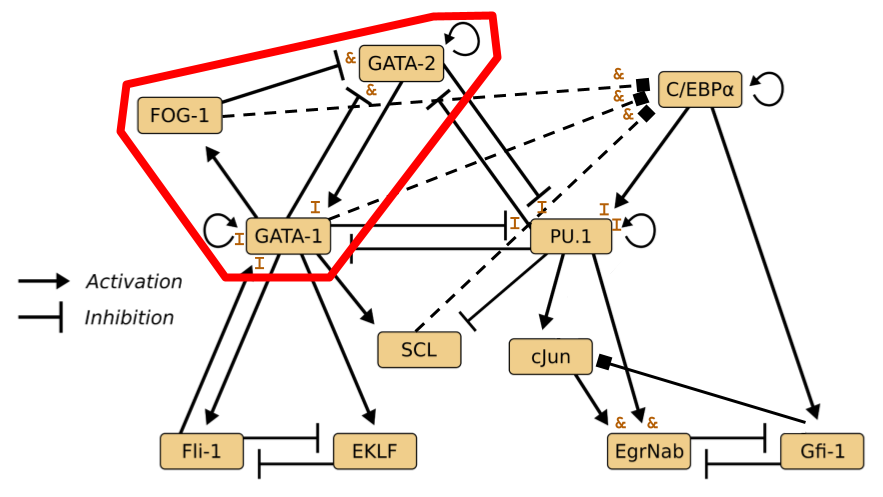 &
GATA-2
&
FOG-1
&
&
&
C/EBPα
I
GATA-1
I
I
I
I
PU.1
I
I
Activation
Inhibition
SCL
cJun
Fli-1
EKLF
&
&
EgrNab
Gfi-1